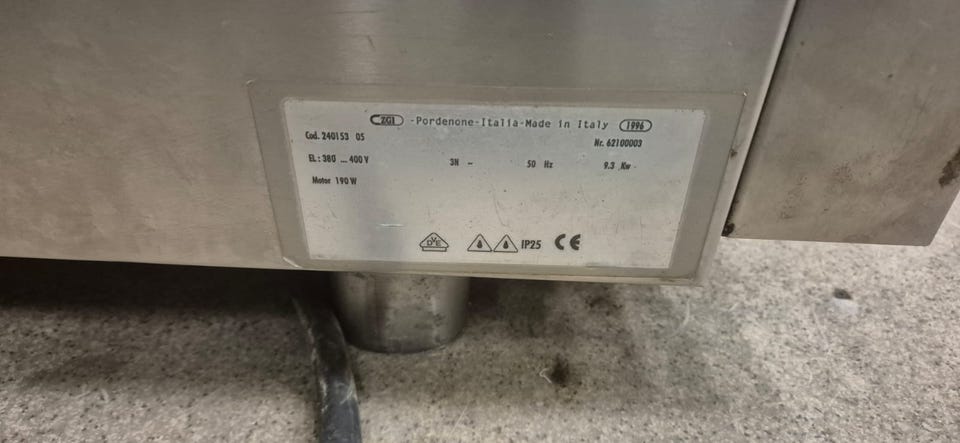 ZGI -Pordenone-Italia-Made in Italy 1996
Cod. 240153 05 Nr. 62100003
EL: 380 ... 400 V 3N ~ 50 Hz 9.3 Kw
Motor 190 W
DVE IP25 CE